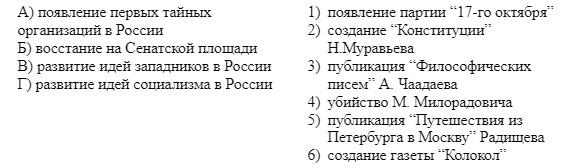 А) появление первых тайных
организаций в России
Б) восстание на Сенатской площади
В) развитие идей западников в России
Г) развитие идей социализма в России
1) появление партии “17-го октября”
2) создание “Конституции”
Н.Муравьева
3) публикация “Философических
писем” А. Чаадаева
4) убийство М. Милорадовича
5) публикация “Путешествия из
Петербурга в Москву” Радищева
6) создание газеты “Колокол”